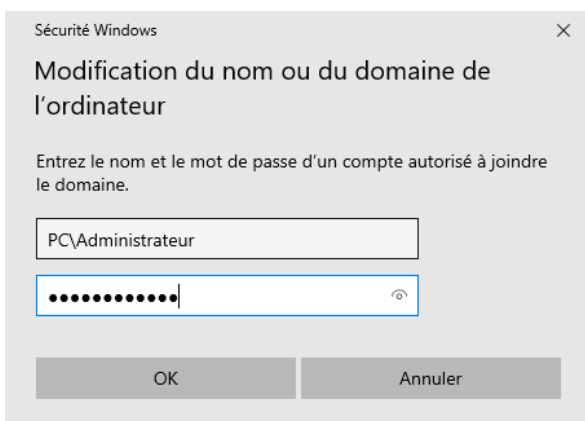 Sécurité Windows
Modification du nom ou du domaine de
l’ordinateur
Entrez le nom et le mot de passe d’un compte autorisé à joindre
le domaine.
PC\Administrateur
●●●●●●●●●●●●
OK Annuler